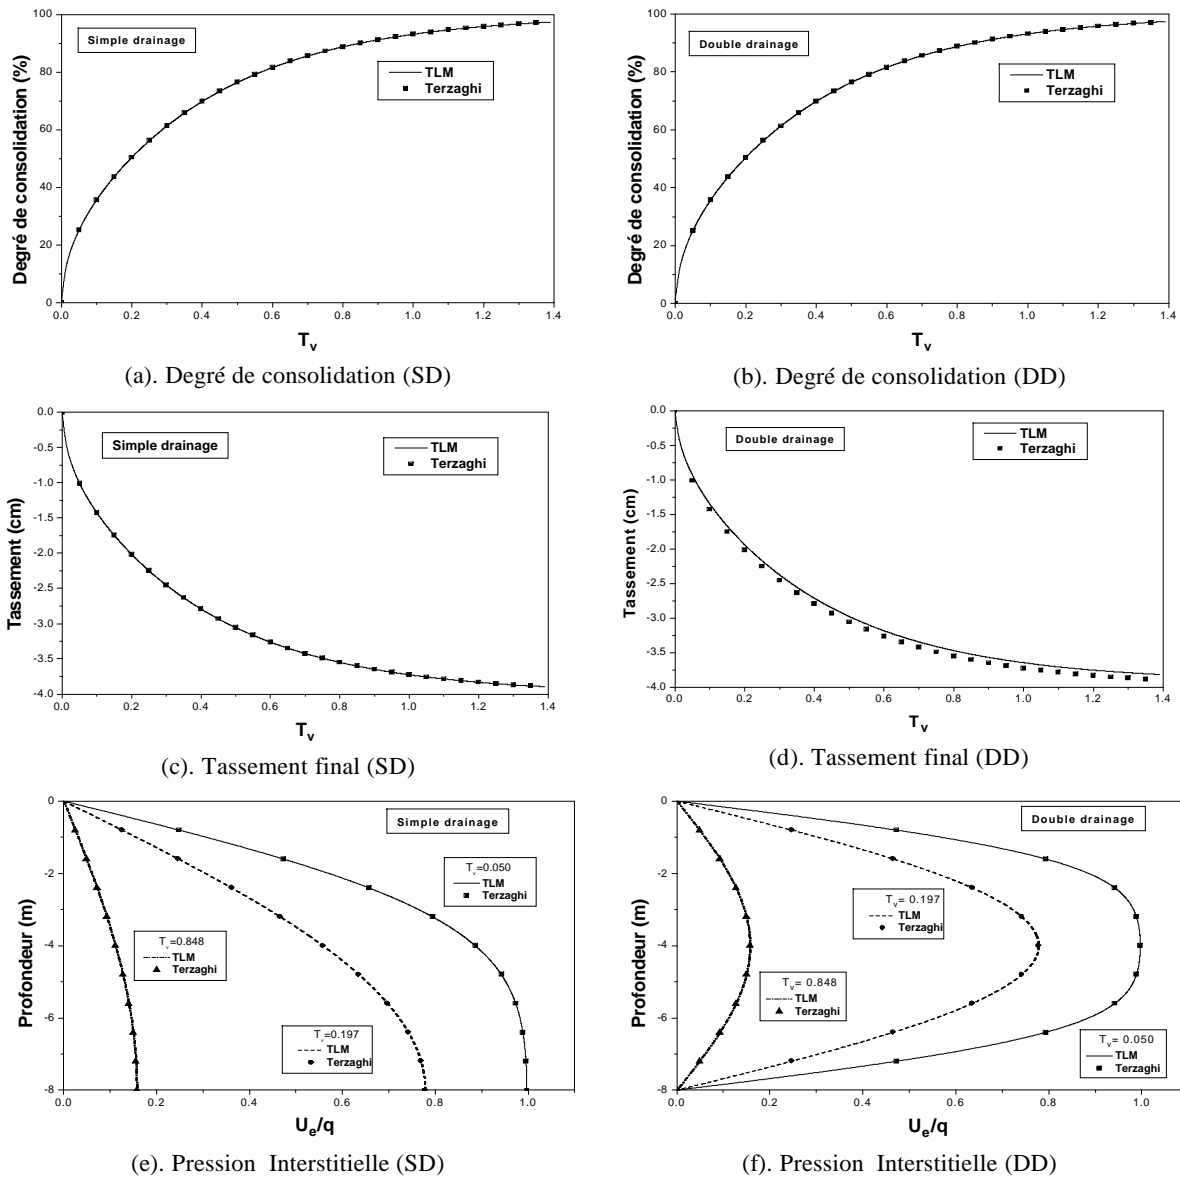 Simple drainage
TLM
Terzaghi
Degré de consolidation (%)
100
80
60
40
20
0
0.0 0.2 0.4 0.6 0.8 1.0 1.2 1.4
Tv
(a). Degré de consolidation (SD)
Double drainage
TLM
Terzaghi
Degré de consolidation (%)
100
80
60
40
20
0
0.0 0.2 0.4 0.6 0.8 1.0 1.2 1.4
Tv
(b). Degré de consolidation (DD)
Simple drainage
TLM
Terzaghi
Tassement (cm)
0.0
-0.5
-1.0
-1.5
-2.0
-2.5
-3.0
-3.5
-4.0
0.0 0.2 0.4 0.6 0.8 1.0 1.2 1.4
Tv
(c). Tassement final (SD)
Double drainage
TLM
Terzaghi
Tassement (cm)
0.0
-0.5
-1.0
-1.5
-2.0
-2.5
-3.0
-3.5
-4.0
0.0 0.2 0.4 0.6 0.8 1.0 1.2 1.4
Tv
(d). Tassement final (DD)
Simple drainage
Tv=0.050
TLM
Terzaghi
Tv=0.848
TLM
Terzaghi
Tv=0.197
TLM
Terzaghi
Profondeur (m)
0
-2
-4
-6
-8
0.0 0.2 0.4 0.6 0.8 1.0
Ue/q
(e). Pression Interstitielle (SD)
Double drainage
Tv= 0.197
TLM
Terzaghi
Tv= 0.848
TLM
Terzaghi
Tv= 0.050
TLM
Terzaghi
Profondeur (m)
0
-2
-4
-6
-8
0.0 0.2 0.4 0.6 0.8 1.0
Ue/q
(f). Pression Interstitielle (DD)